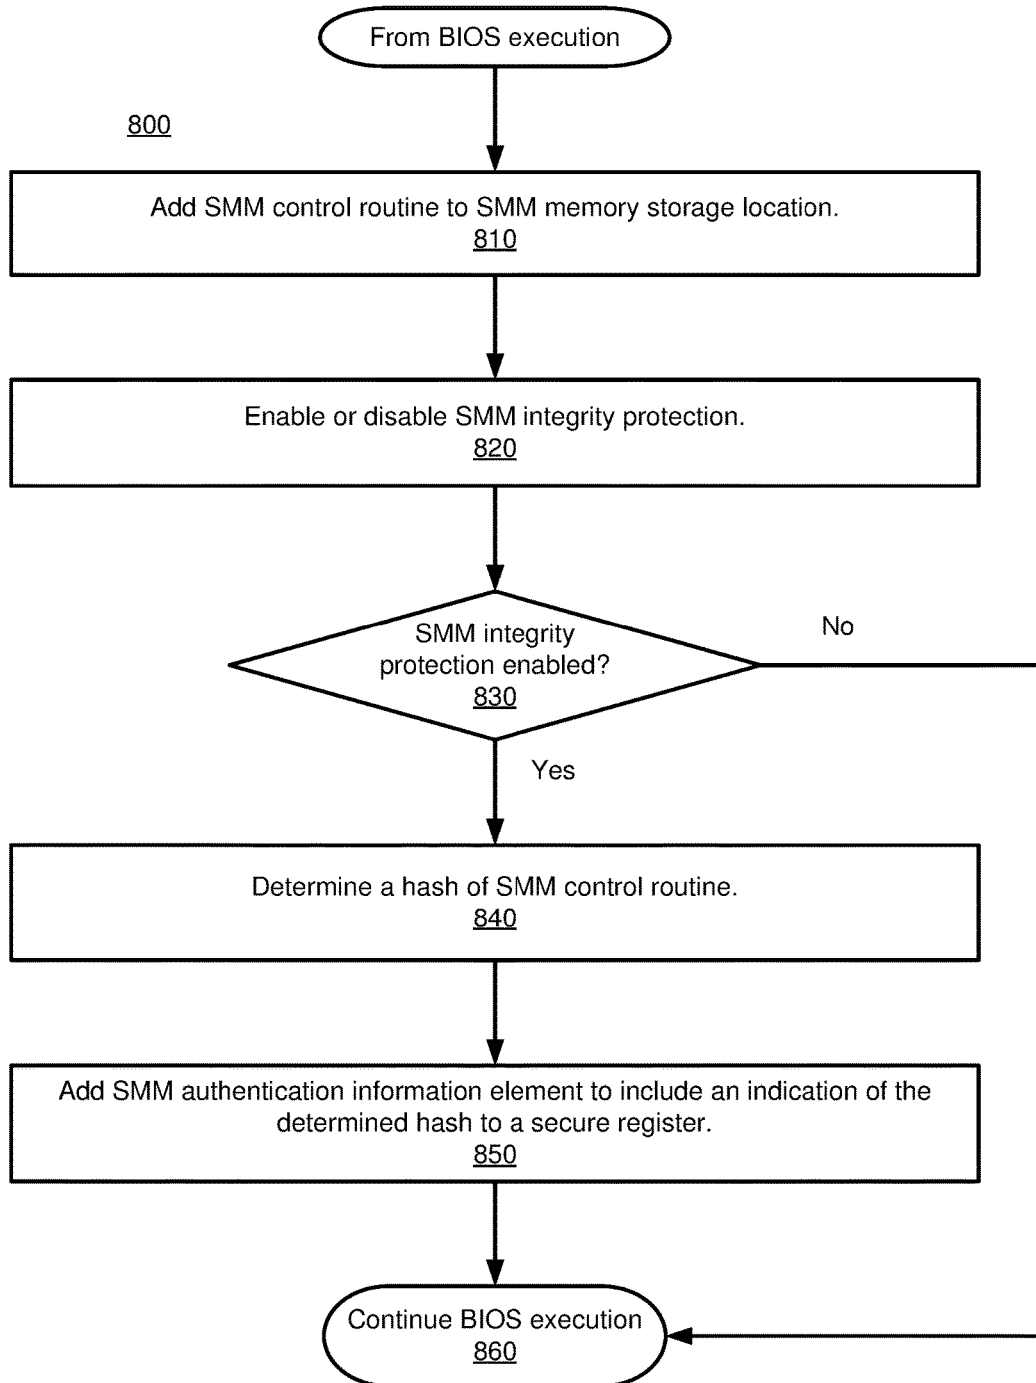 From BIOS execution
800
Add SMM control routine to SMM memory storage location.
810
Enable or disable SMM integrity protection.
820
SMM integrity
protection enabled?
830
No
Yes
Determine a hash of SMM control routine.
840
Add SMM authentication information element to include an indication of the
determined hash to a secure register.
850
Continue BIOS execution
860